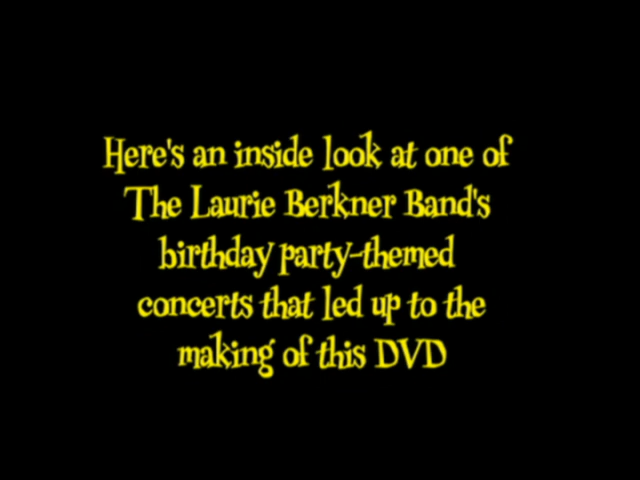 Here's an inside look at one of
The Laurie Berkner Band's
birthday party-themed
concerts that led up to the
making of this DVD